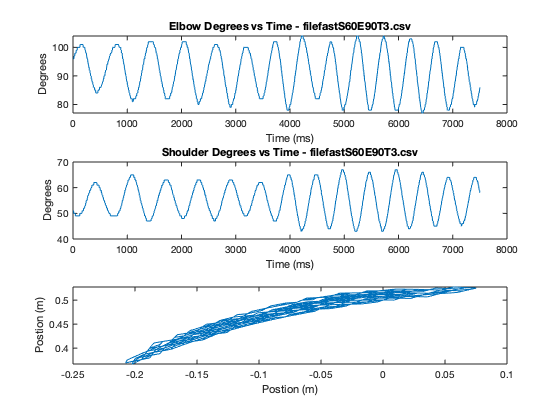 Elbow Degrees vs Time - filefastS60E90T3.csv
100
90
80
Degrees
0 1000 2000 3000 4000 5000 6000 7000 8000
Time (ms)
Shoulder Degrees vs Time - filefastS60E90T3.csv
70
60
50
40
Degrees
0 1000 2000 3000 4000 5000 6000 7000 8000
Time (ms)
0.5
0.45
0.4
Postion (m)
-0.25 -0.2 -0.15 -0.1 -0.05 0 0.05 0.1
Postion (m)